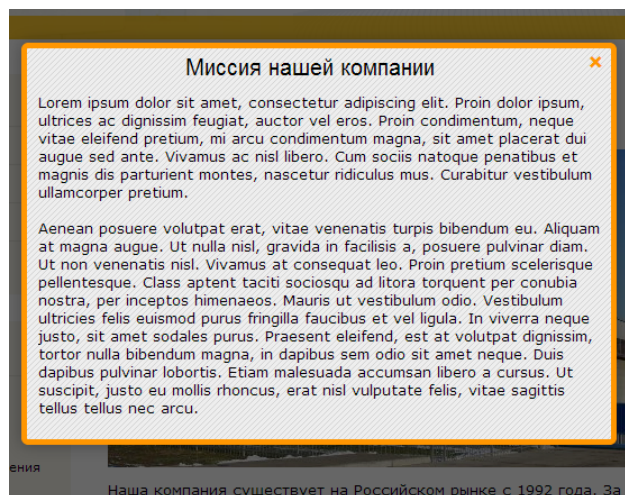 Миссия нашей компании
Lorem ipsum dolor sit amet, consectetur adipiscing elit. Proin dolor ipsum,
ultrices ac dignissim feugiat, auctor vel eros. Proin condimentum, neque
vitae eleifend pretium, mi arcu condimentum magna, sit amet placerat dui
augue sed ante. Vivamus ac nisl libero. Cum sociis natoque penatibus et
magnis dis parturient montes, nascetur ridiculus mus. Curabitur vestibulum
ullamcorper pretium.
Aenean posuere volutpat erat, vitae venenatis turpis bibendum eu. Aliquam
at magna augue. Ut nulla nisl, gravida in facilisis a, posuere pulvinar diam.
Ut non venenatis nisl. Vivamus at consequat leo. Proin pretium scelerisque
pellentesque. Class aptent taciti sociosqu ad litora torquent per conubia
nostra, per inceptos himenaeos. Mauris ut vestibulum odio. Vestibulum
ultricies felis euismod purus fringilla faucibus et vel ligula. In viverra neque
justo, sit amet sodales purus. Praesent eleifend, est at volutpat dignissim,
tortor nulla bibendum magna, in dapibus sem odio sit amet neque. Duis
dapibus pulvinar lobortis. Etiam malesuada accumsan libero a cursus. Ut
suscipit, justo eu mollis rhoncus, erat nisl vulputate felis, vitae sagittis
tellus tellus nec arcu.
ения
Наша компания существует на Российском рынке с 1992 года. За